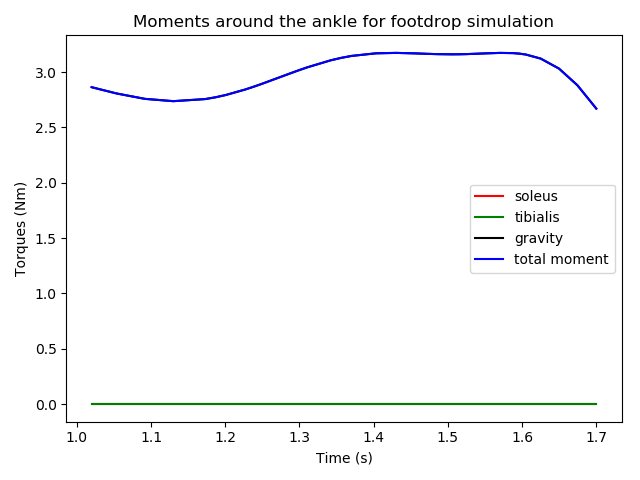 Moments around the ankle for footdrop simulation
Torques (Nm)
3.0
2.5
2.0
1.5
1.0
0.5
0.0
soleus
tibialis
gravity
total moment
1.0 1.1 1.2 1.3 1.4 1.5 1.6 1.7
Time (s)